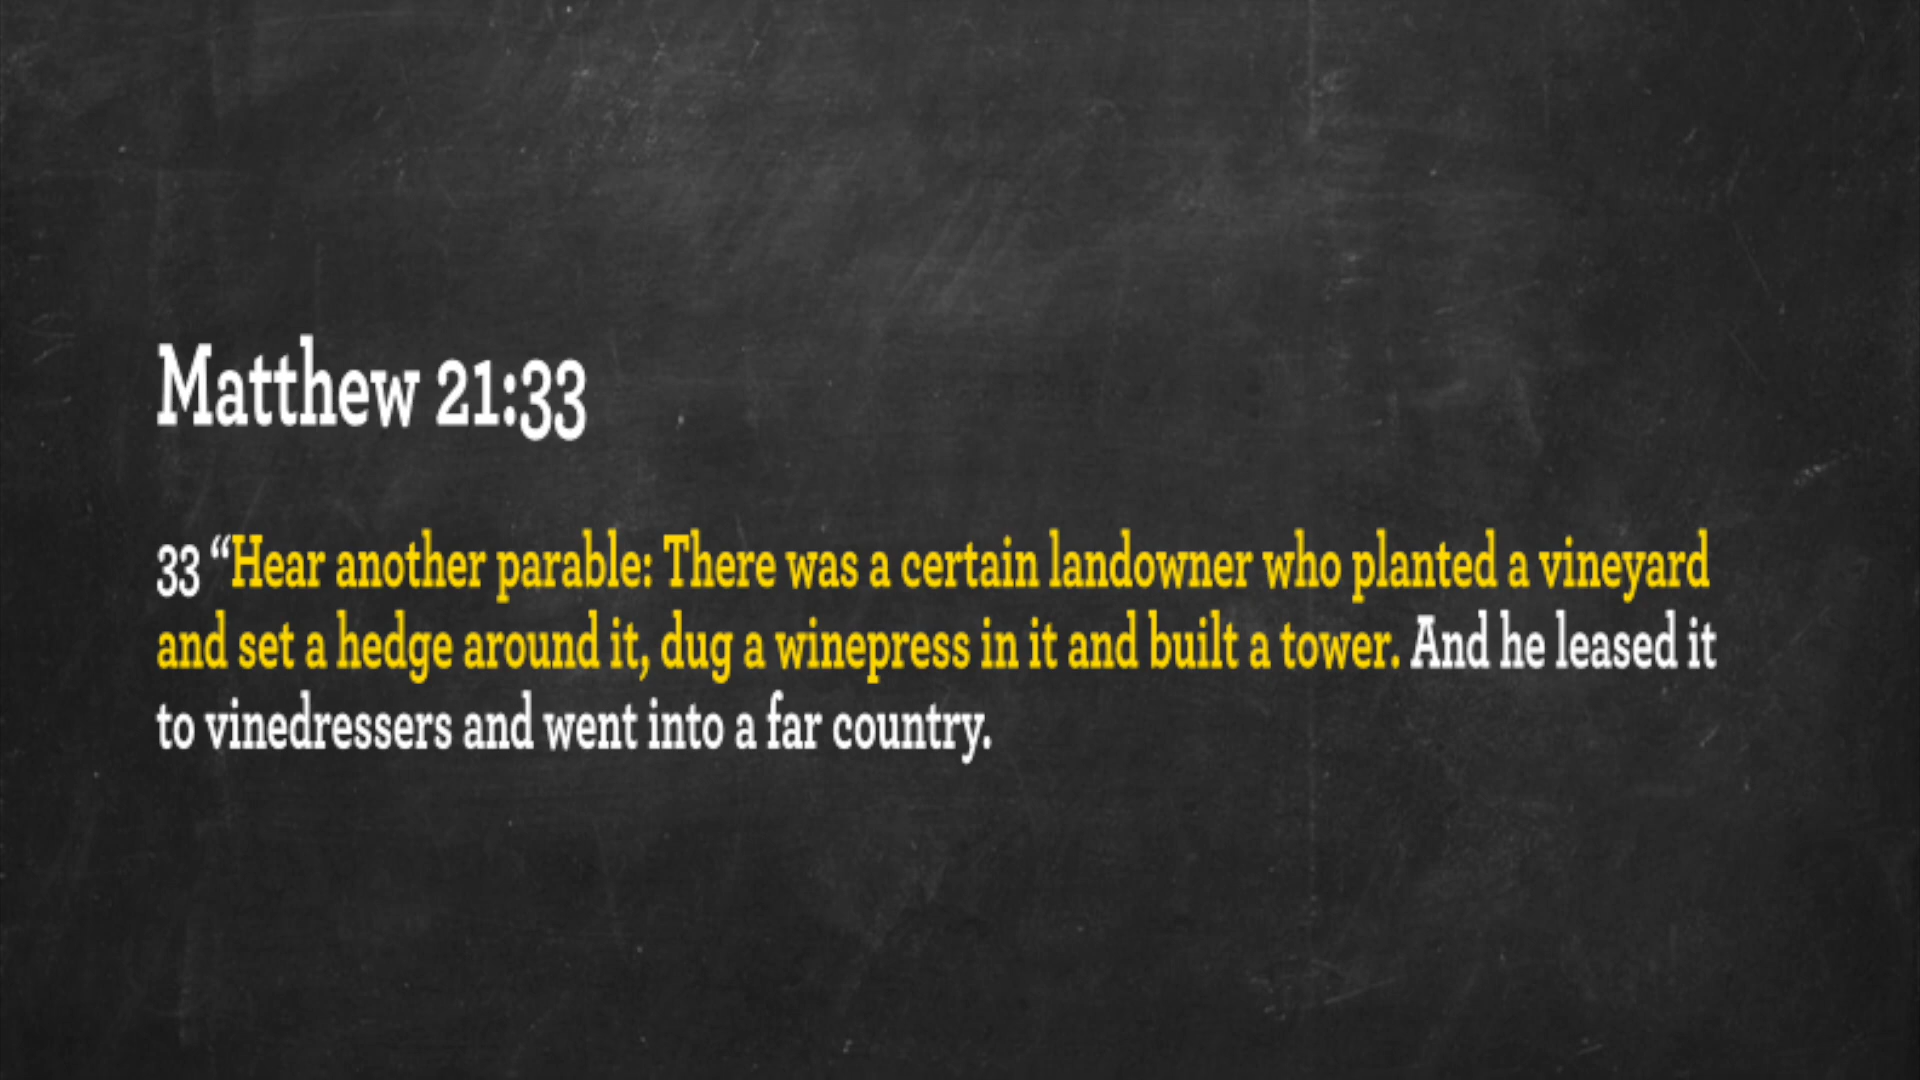 Matthew 21:33
33 “Hear another parable: There was a certain landowner who planted a vineyard
and set a hedge around it, dug a winepress in it and built a tower. And he leased it
to vinedressers and went into a far country.